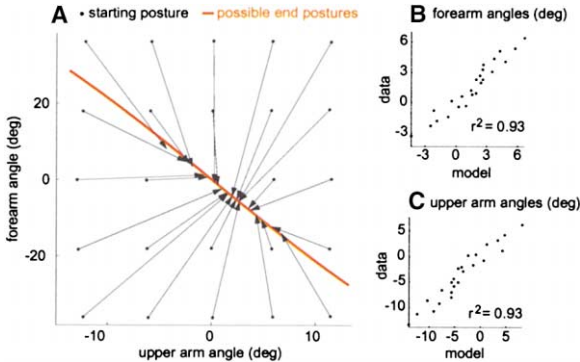 A
• starting posture — possible end postures
forearm angle (deg)
20
0
-20
-10 0 10
upper arm angle (deg)
B forearm angles (deg)
data
6
3
0
-3
r² = 0.93
-3 0 3 6
model
C upper arm angles (deg)
data
5
0
-5
-10
r² = 0.93
-10 -5 0 5
model